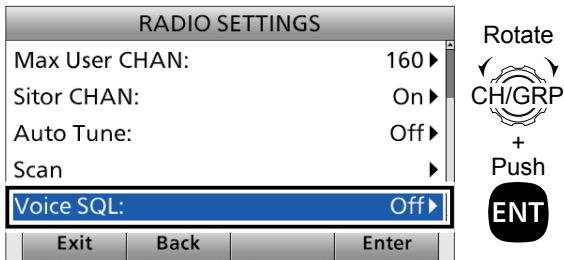 RADIO SETTINGS
Max User CHAN: 160
Sitor CHAN: On
Auto Tune: Off
Scan
Voice SQL: Off
Exit Back Enter
Rotate
CH/GRP
+
Push
ENT